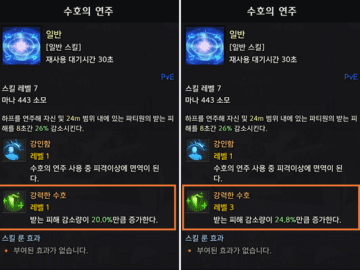 수호의 연주
일반
[일반 스킬]
재사용 대기시간 30초
PvE
스킬 레벨 7
마나 443 소모
하프를 연주해 자신 및 24m 범위 내에 있는 파티원의 받는 피
해를 8초간 26% 감소시킨다.
강인함
레벨 1
수호의 연주 사용 중 피격이상에 면역이 된
다.
강력한 수호
레벨 1
받는 피해 감소량이 20.0%만큼 증가한다.
스킬 룬 효과
부여된 효과가 없습니다.
수호의 연주
일반
[일반 스킬]
재사용 대기시간 30초
PvE
스킬 레벨 7
마나 443 소모
하프를 연주해 자신 및 24m 범위 내에 있는 파티원의 받는 피
해를 8초간 26% 감소시킨다.
강인함
레벨 1
수호의 연주 사용 중 피격이상에 면역이 된
다.
강력한 수호
레벨 3
받는 피해 감소량이 24.8%만큼 증가한다.
스킬 룬 효과
부여된 효과가 없습니다.